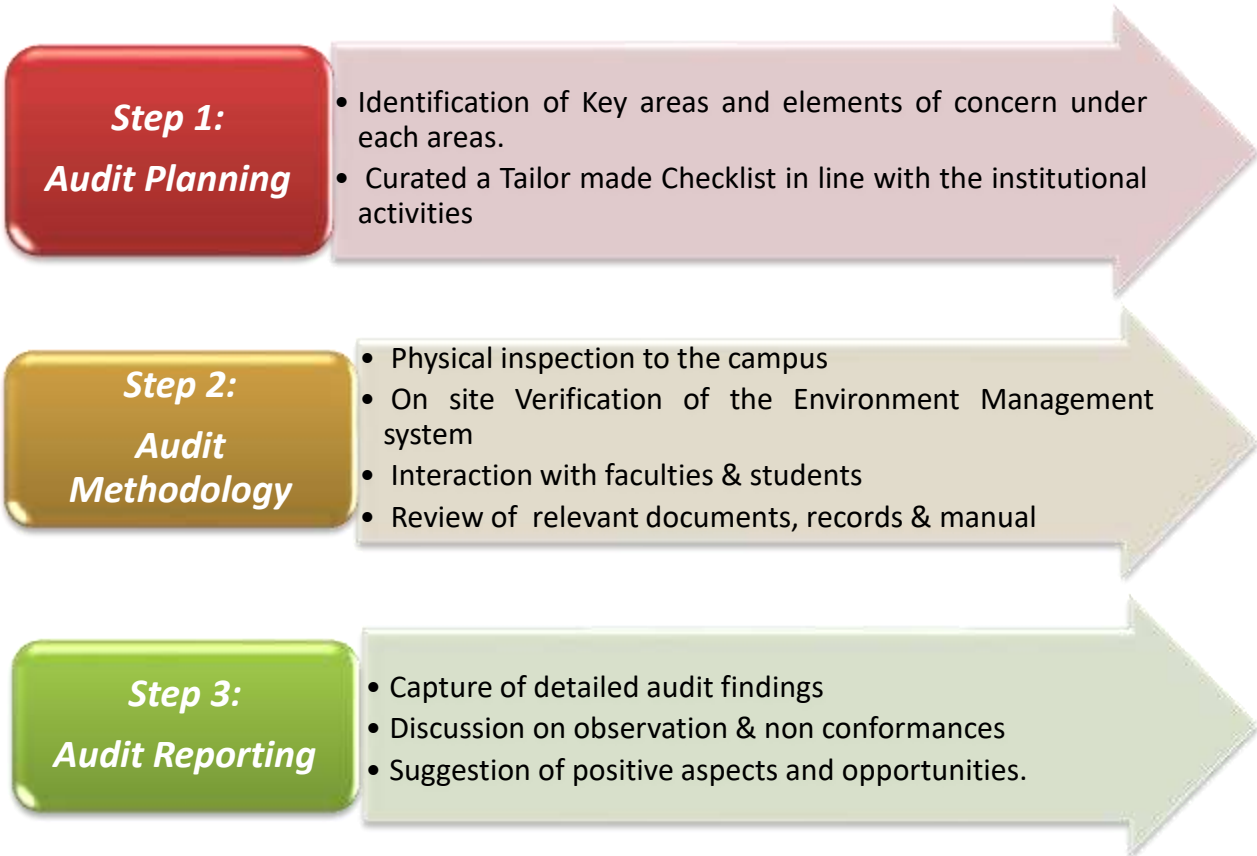 Step 1:
Audit Planning
• Identification of Key areas and elements of concern under
each areas.
• Curated a Tailor made Checklist in line with the institutional
activities
Step 2:
Audit
Methodology
• Physical inspection to the campus
• On site Verification of the Environment Management
system
• Interaction with faculties & students
• Review of relevant documents, records & manual
Step 3:
Audit Reporting
• Capture of detailed audit findings
• Discussion on observation & non conformances
• Suggestion of positive aspects and opportunities.